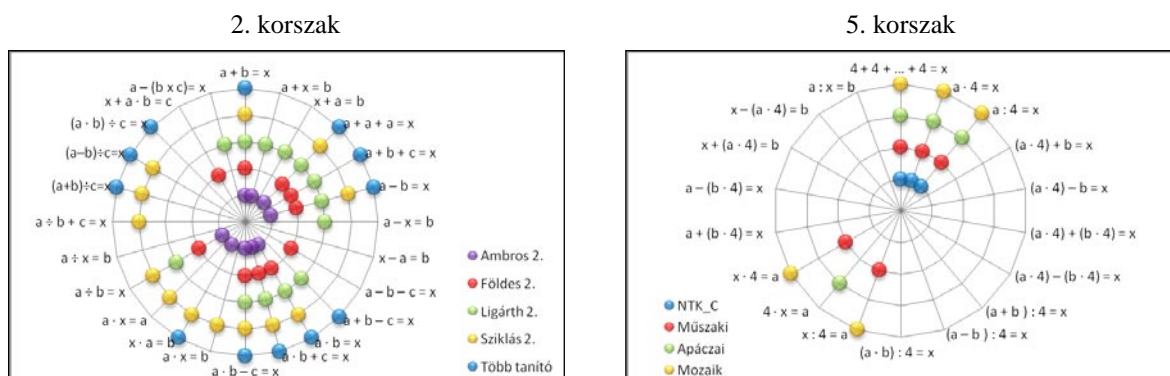 2. korszak
a + b = x
a + x = b
x + a = b
a + a + a = x
a + b + c = x
a – b = x
a – x = b
x – a = b
a – b – c = x
a + b – c = x
a · b = x
a · b + c = x
a · b – c = x
a · x = b
x · a = b
a · x = a
a ÷ b = x
a ÷ x = b
a ÷ b + c = x
(a+b)÷c=x
(a–b)÷c=x
(a · b) ÷ c = x
x + a · b = c
a – (b x c)= x
Ambros 2.
Földes 2.
Ligárth 2.
Sziklás 2.
Több tanító
5. korszak
4 + 4 + ... + 4 = x
a · 4 = x
a : 4 = x
(a · 4) + b = x
(a · 4) – b = x
(a · 4) + (b · 4) = x
(a · 4) – (b · 4) = x
(a + b ) : 4 = x
(a – b ) : 4 = x
(a · b) : 4 = x
x : 4 = a
4 · x = a
x · 4 = a
a + (b · 4) = x
a – (b · 4) = x
x + (a · 4) = b
x – (a · 4) = b
a : x = b
NTK_C
Műszaki
Apáczai
Mozaik